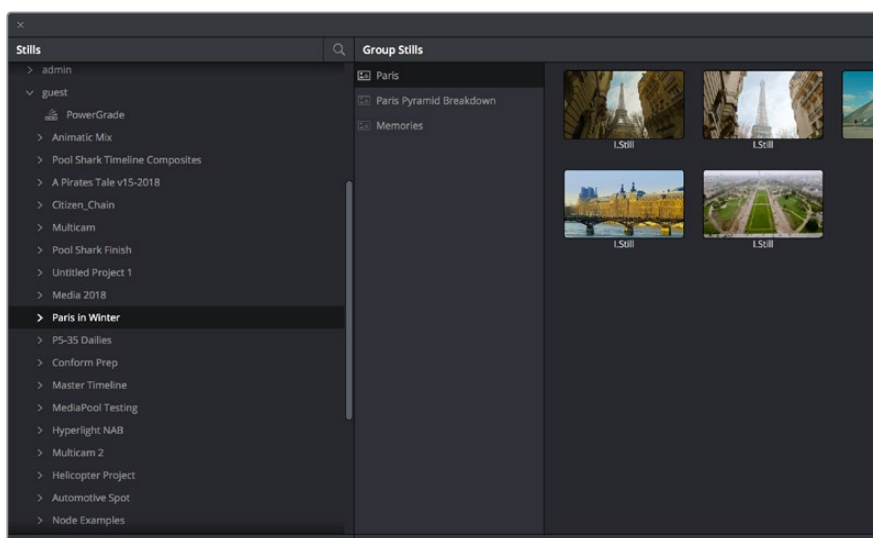 Stills
Group Stills
admin
guest
PowerGrade
Animatic Mix
Pool Shark Timeline Composites
A Pirates Tale v15-2018
Citizen_Chain
Multicam
Pool Shark Finish
Untitled Project 1
Media 2018
Paris in Winter
P5-35 Dailies
Conform Prep
Master Timeline
MediaPool Testing
Hyperlight NAB
Multicam 2
Helicopter Project
Automotive Spot
Node Examples
Paris
Paris Pyramid Breakdown
Memories
I.Still
I.Still
I.Still
I.Still